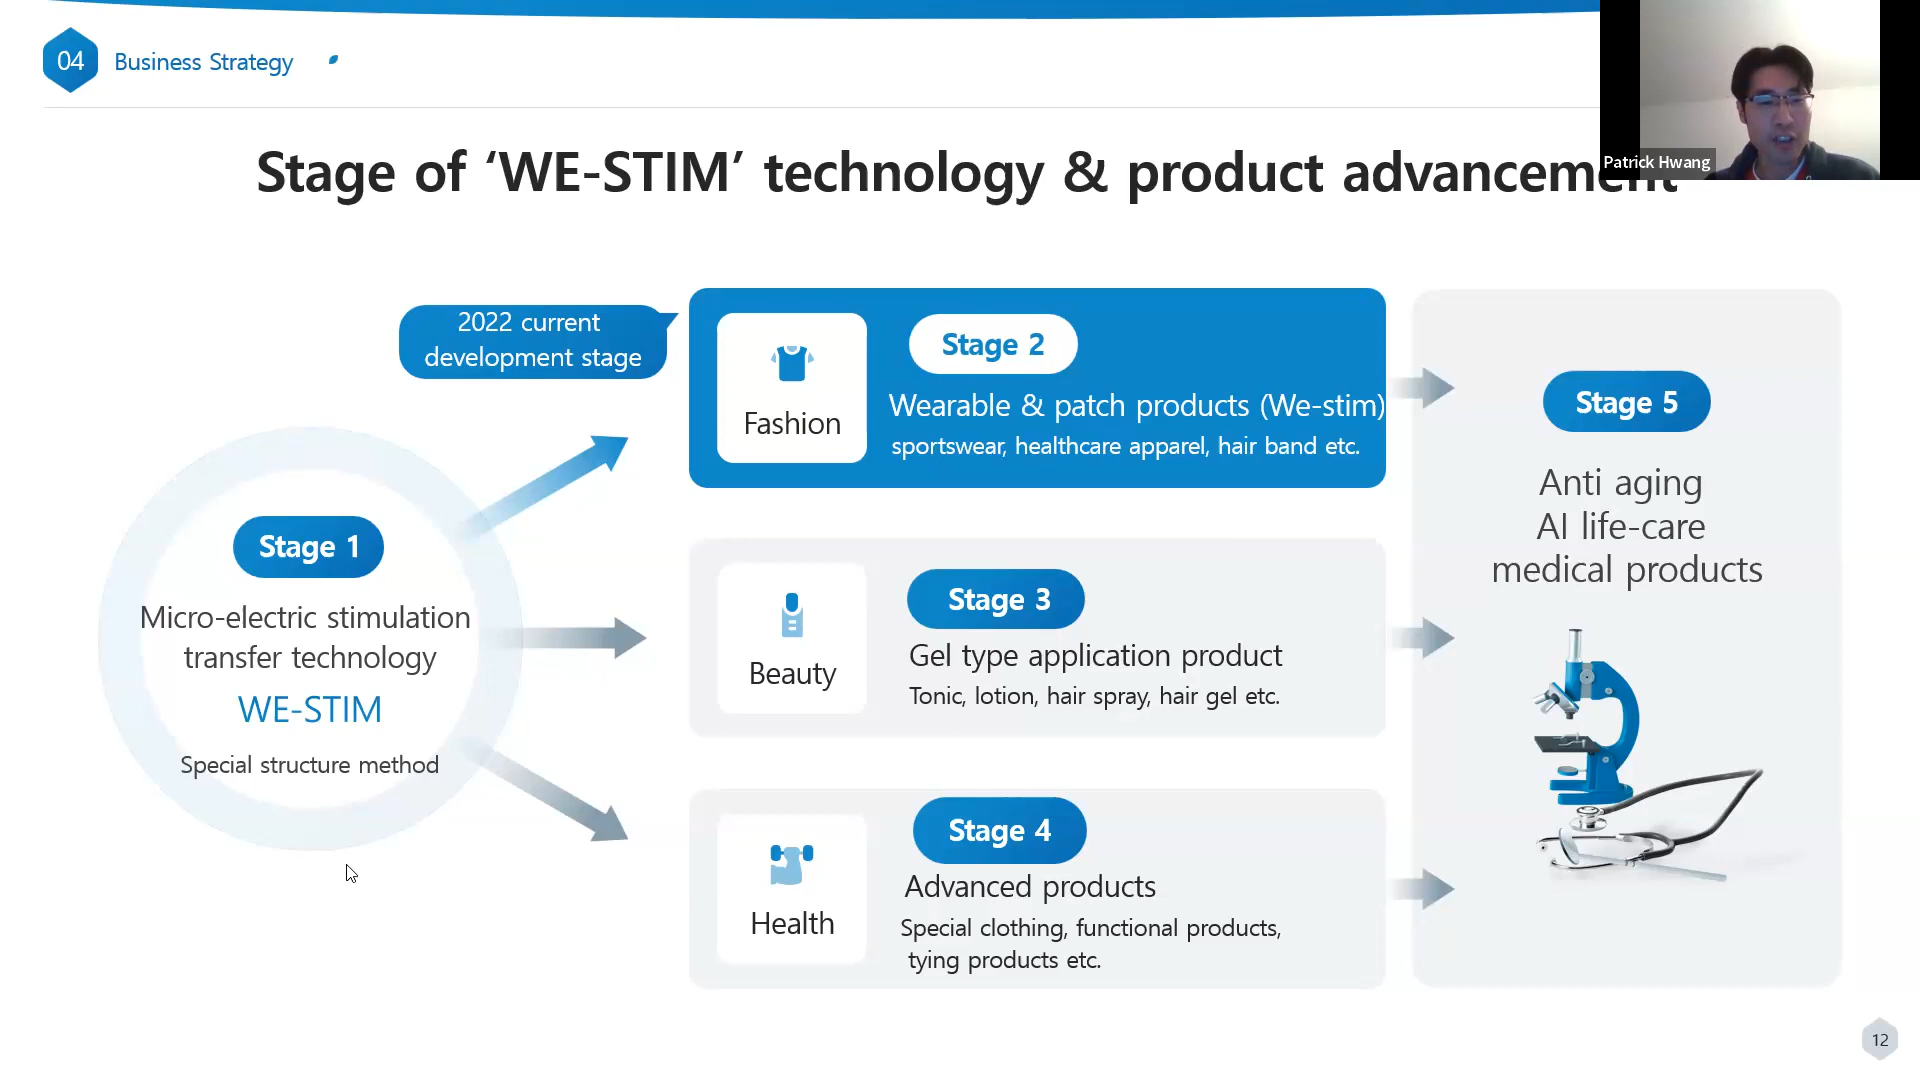 04
Business Strategy
Patrick Hwang
Stage of ‘WE-STIM’ technology & product advancement
2022 current
development stage
Fashion
Stage 2
Wearable & patch products (We-stim)
sportswear, healthcare apparel, hair band etc.
Stage 1
Micro-electric stimulation
transfer technology
WE-STIM
Special structure method
Beauty
Stage 3
Gel type application product
Tonic, lotion, hair spray, hair gel etc.
Health
Stage 4
Advanced products
Special clothing, functional products,
tying products etc.
Stage 5
Anti aging
AI life-care
medical products
12